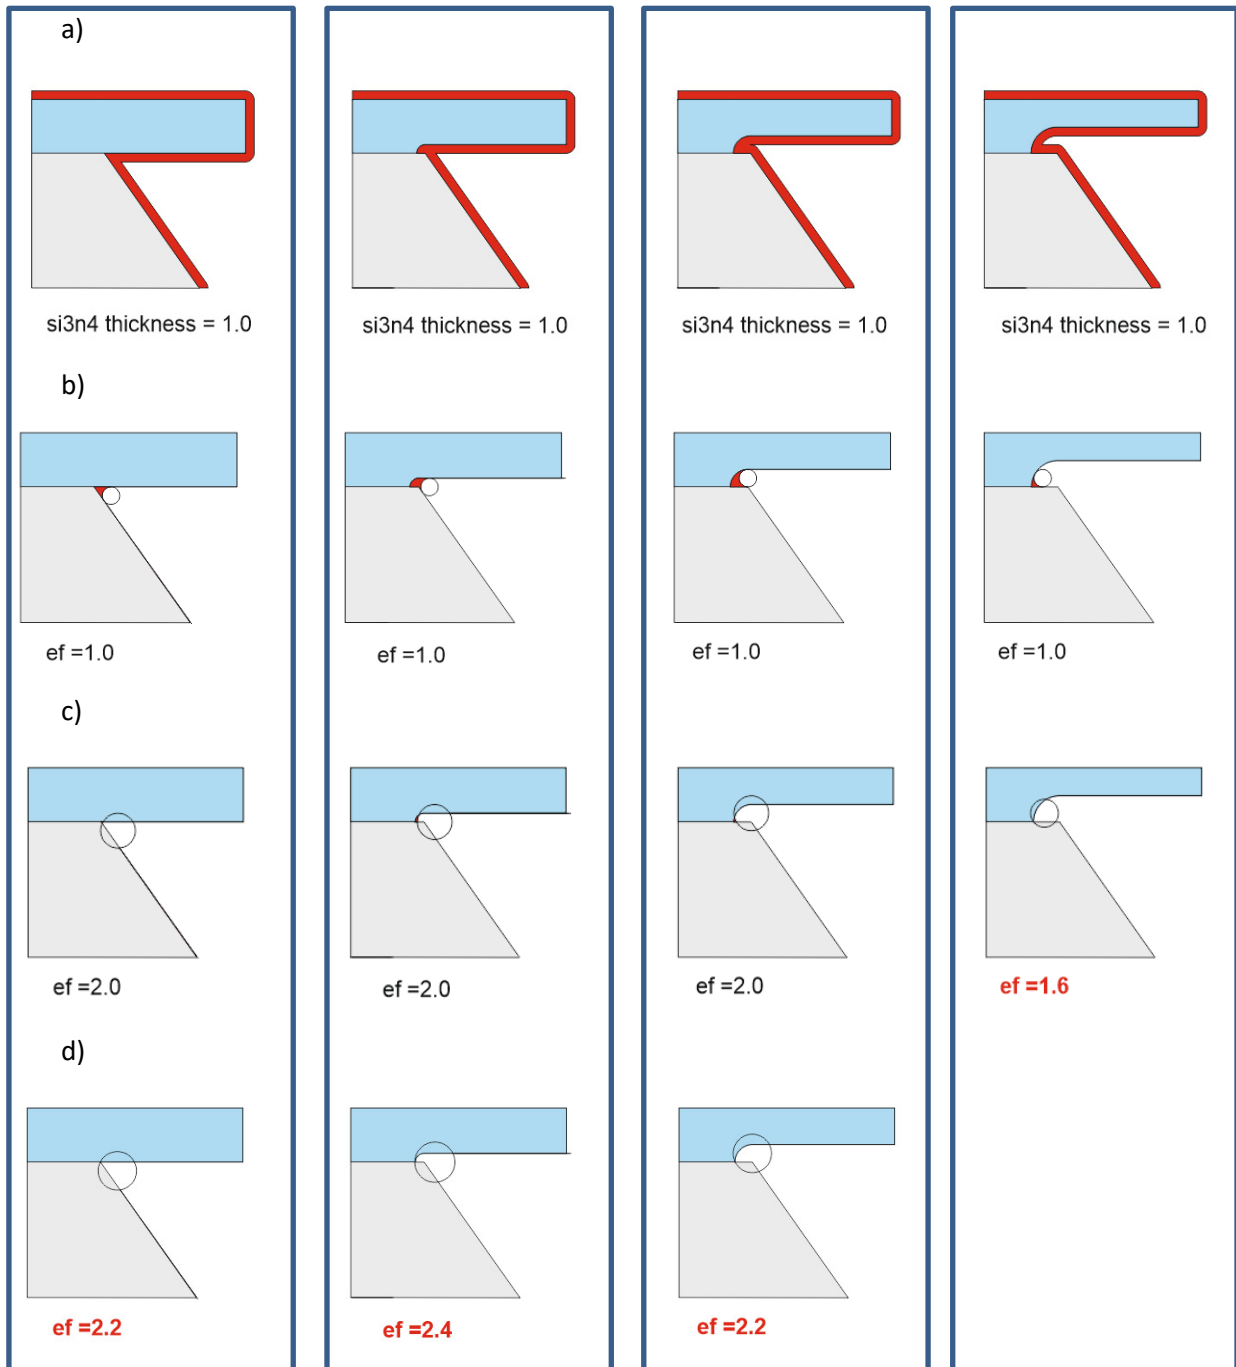 a)
si3n4 thickness = 1.0
si3n4 thickness = 1.0
si3n4 thickness = 1.0
si3n4 thickness = 1.0
b)
ef =1.0
ef =1.0
ef =1.0
ef =1.0
c)
ef =2.0
ef =2.0
ef =2.0
ef =1.6
d)
ef =2.2
ef =2.4
ef =2.2